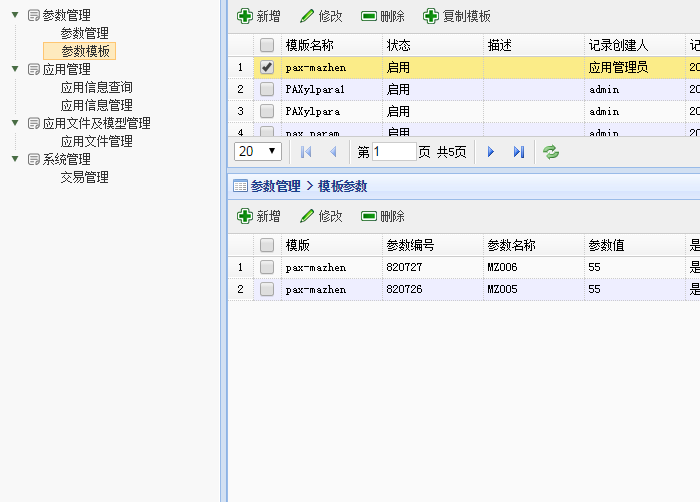 参数管理
参数管理
参数模板
应用管理
应用信息查询
应用信息管理
应用文件及模型管理
应用文件管理
系统管理
交易管理
新增 修改 删除 复制模板
模版名称 状态 描述 记录创建人
1 pax-mazhen 启用 应用管理员 20
2 PAXylpara1 启用 admin 20
3 PAXylpara 启用 admin 20
4 pax_param 启用 admin 20
20 第 1 页 共5页
参数管理 > 模板参数
新增 修改 删除
模版 参数编号 参数名称 参数值 是
1 pax-mazhen 820727 MZ006 55 是
2 pax-mazhen 820726 MZ005 55 是